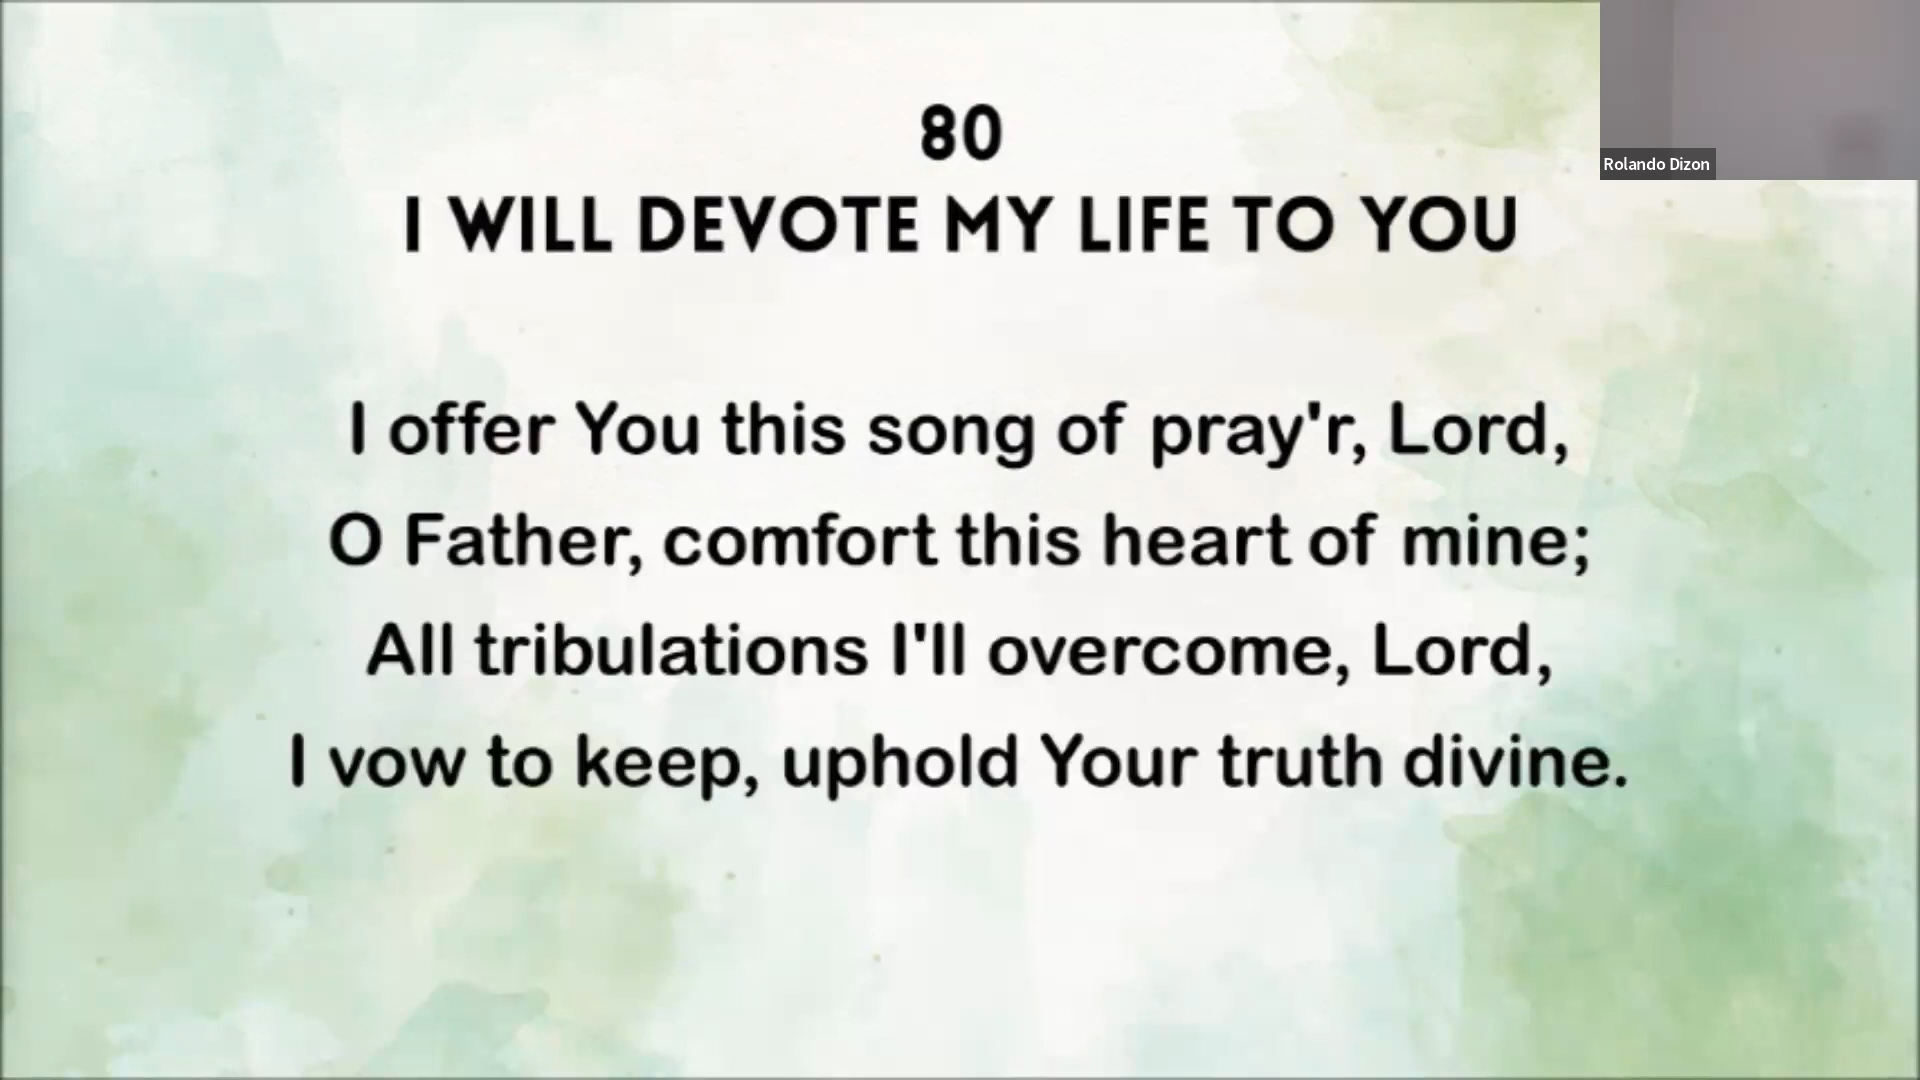 80
I WILL DEVOTE MY LIFE TO YOU
Rolando Dizon
I offer You this song of pray'r, Lord,
O Father, comfort this heart of mine;
All tribulations I'll overcome, Lord,
I vow to keep, uphold Your truth divine.